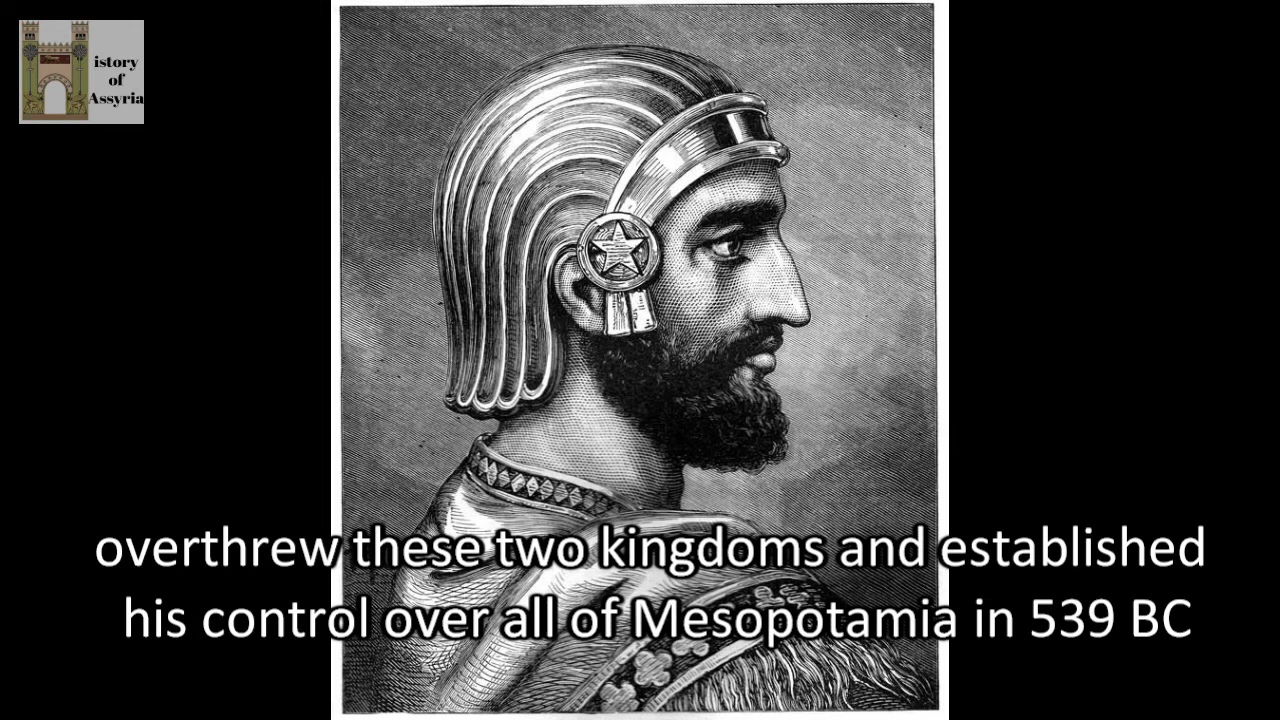 istory
of
Assyria
overthrew these two kingdoms and established
his control over all of Mesopotamia in 539 BC